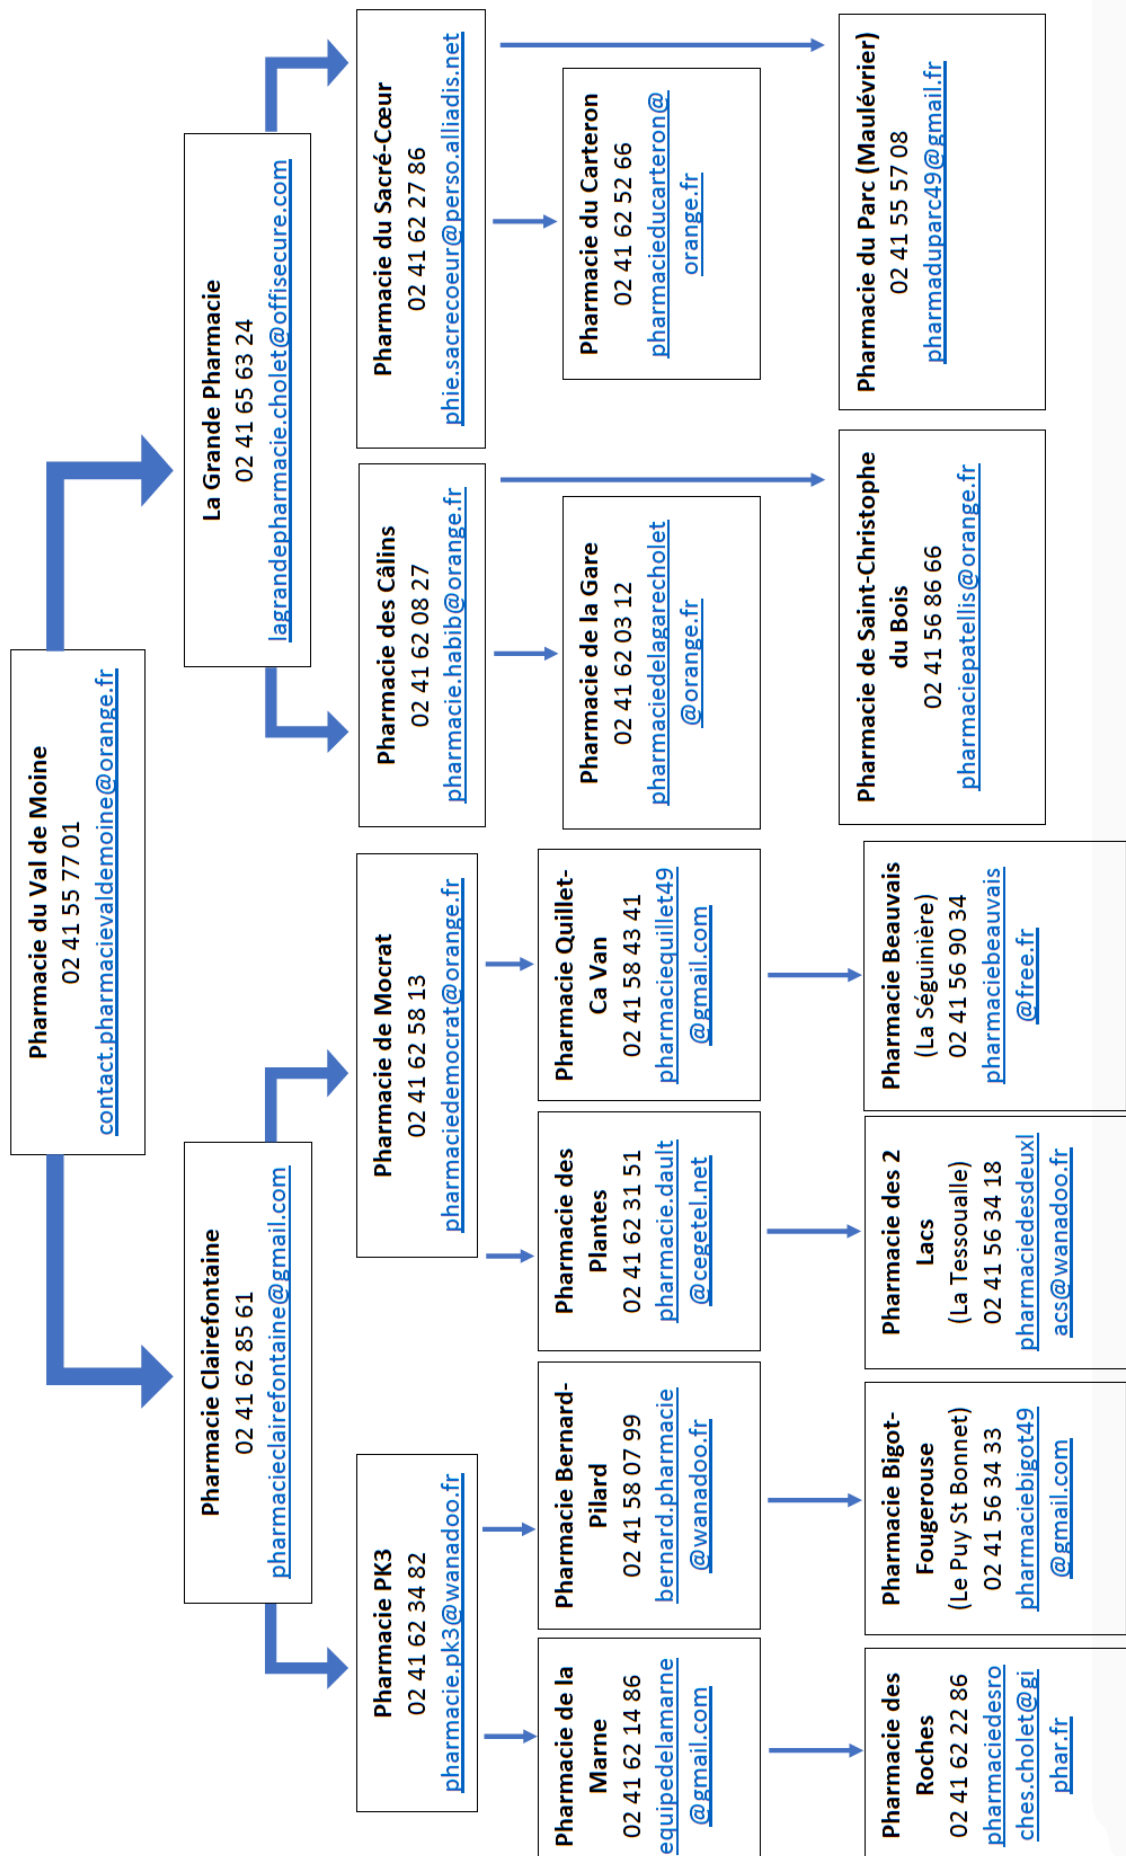 Pharmacie du Val de Moine
02 41 55 77 01
contact.pharmacievaldemoine@orange.fr
Pharmacie Clairefontaine
02 41 62 85 61
pharmacieclairefontaine@gmail.com
La Grande Pharmacie
02 41 65 63 24
lagrandepharmacie.cholet@offisecure.com
Pharmacie PK3
02 41 62 34 82
pharmacie.pk3@wanadoo.fr
Pharmacie de Mocrat
02 41 62 58 13
pharmaciedemocrat@orange.fr
Pharmacie des Câlins
02 41 62 08 27
pharmacie.habib@orange.fr
Pharmacie du Sacré-Cœur
02 41 62 27 86
phie.sacrecoeur@perso.alliadis.net
Pharmacie de la
Marne
02 41 62 14 86
equipedelamarne
@gmail.com
Pharmacie Bernard-
Pilard
02 41 58 07 99
bernard.pharmacie
@wanadoo.fr
Pharmacie des
Plantes
02 41 62 31 51
pharmacie.dault
@cegetel.net
Pharmacie Quillet-
Ca Van
02 41 58 43 41
pharmaciequillet49
@gmail.com
Pharmacie de la Gare
02 41 62 03 12
pharmaciedelagarecholet
@orange.fr
Pharmacie du Carteron
02 41 62 52 66
pharmacieducarteron@
orange.fr
Pharmacie des
Roches
02 41 62 22 86
pharmaciedesro
ches.cholet@gi
phar.fr
Pharmacie Bigot-
Fougerouse
(Le Puy St Bonnet)
02 41 56 34 33
pharmaciebigot49
@gmail.com
Pharmacie des 2
Lacs
(La Tessoualle)
02 41 56 34 18
pharmaciedesdeuxl
acs@wanadoo.fr
Pharmacie Beauvais
(La Séguinière)
02 41 56 90 34
pharmaciebeauvais
@free.fr
Pharmacie de Saint-Christophe
du Bois
02 41 56 86 66
pharmaciepatellis@orange.fr
Pharmacie du Parc (Maulévrier)
02 41 55 57 08
pharmaduparc49@gmail.fr